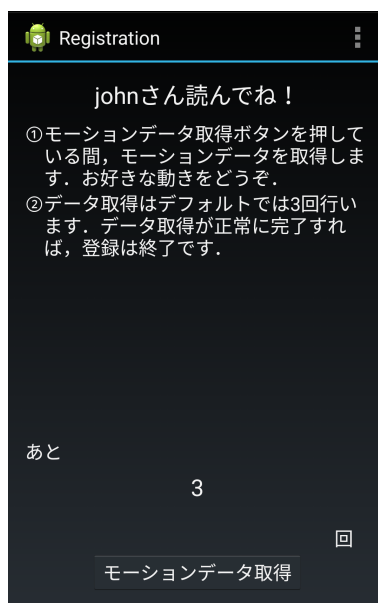 Registration
johnさん読んでね！
①モーションデータ取得ボタンを押して
いる間，モーションデータを取得しま
す．お好きな動きをどうぞ．
②データ取得はデフォルトでは3回行い
ます．データ取得が正常に完了すれ
ば，登録は終了です．
あと
3
回
モーションデータ取得